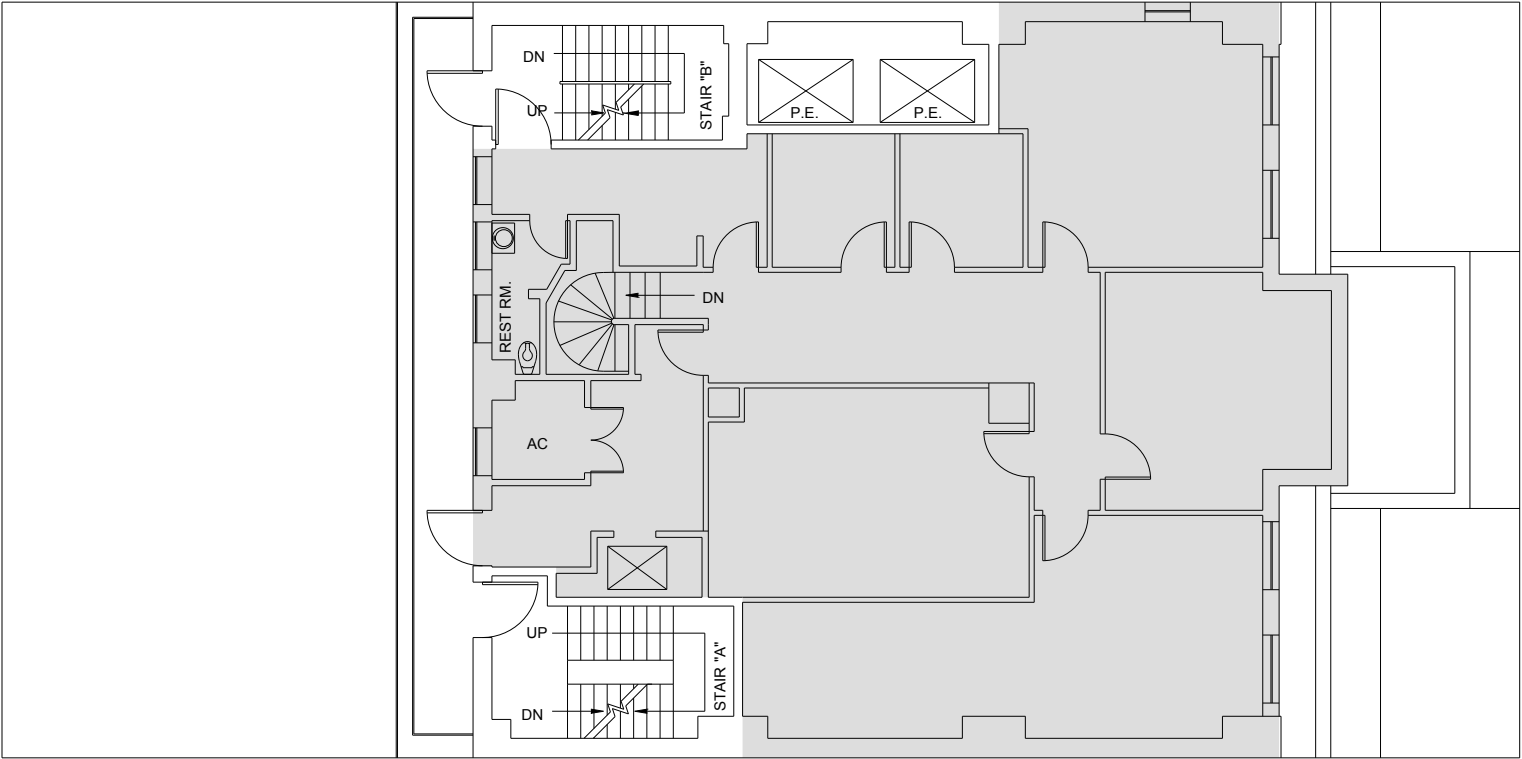 DN
UP
STAIR "B"
P.E.
P.E.
REST RM.
DN
AC
UP
DN
STAIR "A"